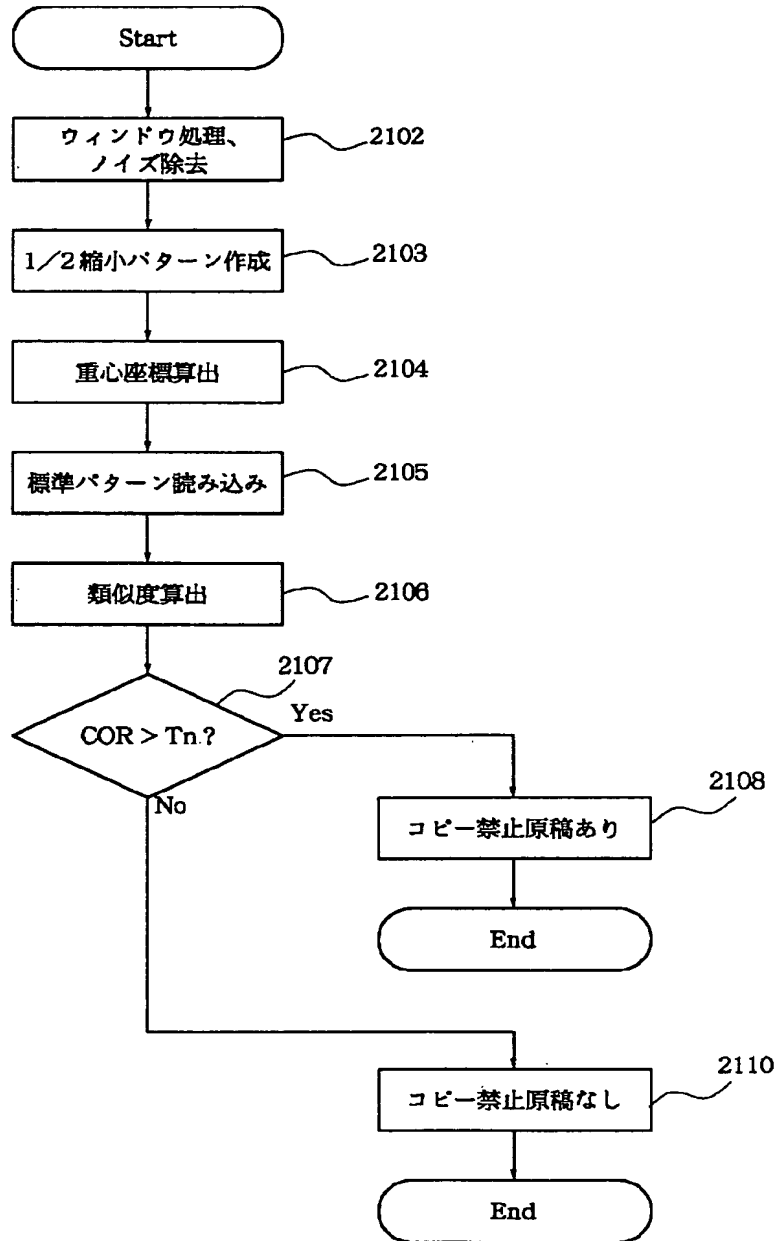 Start
ウィンドウ処理、
ノイズ除去
2102
1/2縮小パターン作成
2103
重心座標算出
2104
標準パターン読み込み
2105
類似度算出
2106
2107
COR > Tn ?
Yes
No
2108
コピー禁止原稿あり
End
2110
コピー禁止原稿なし
End